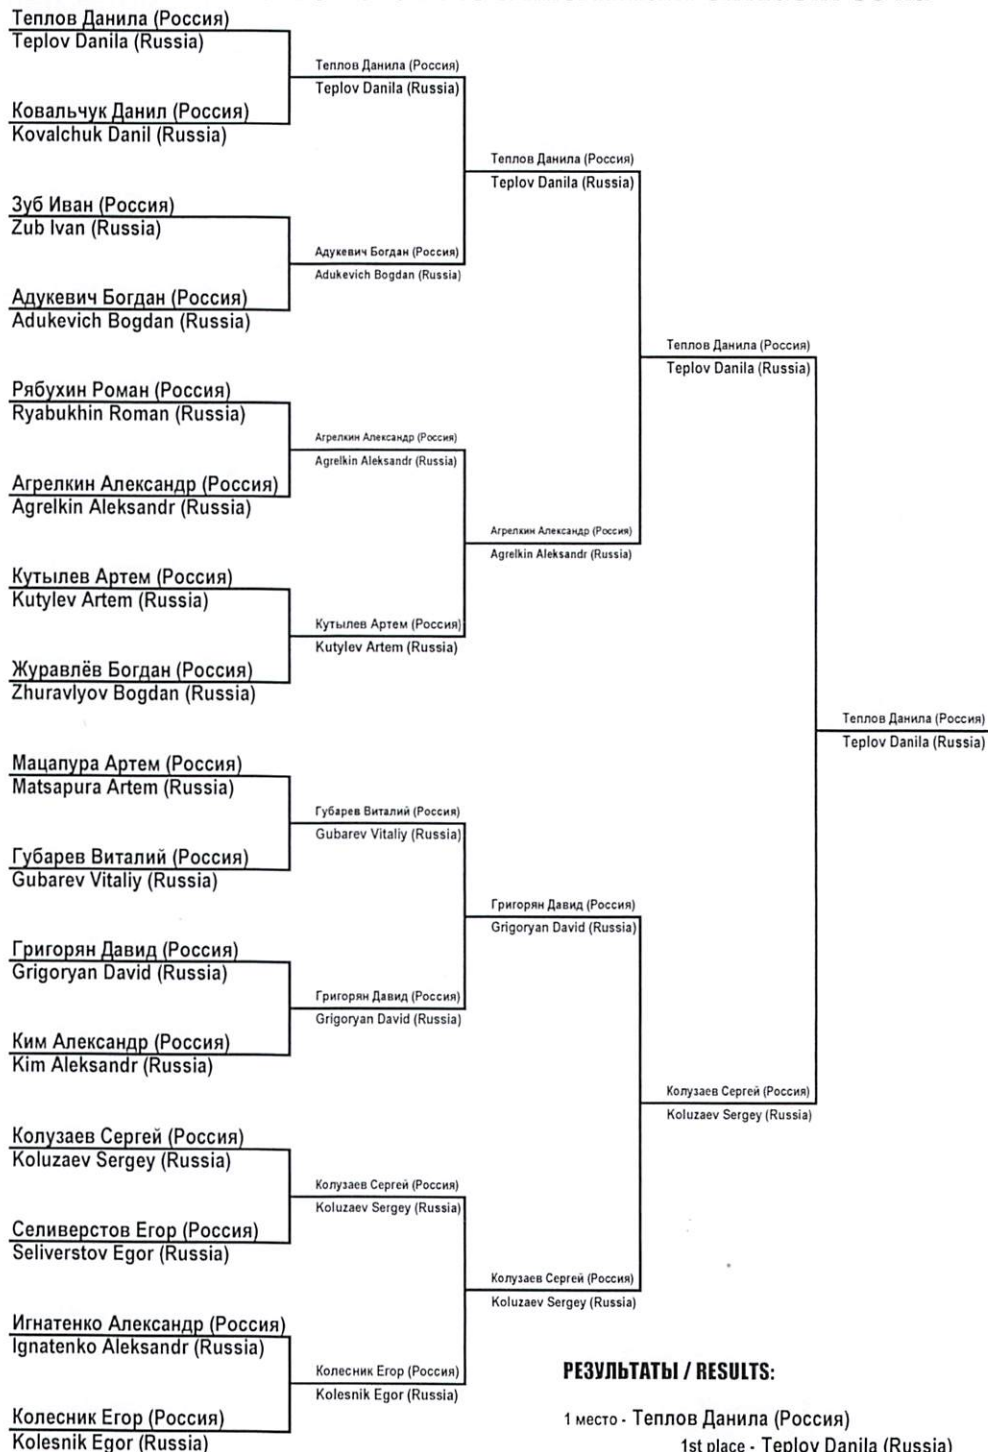 Теплов Данила (Россия)
Teplov Danila (Russia)
Ковальчук Данил (Россия)
Kovalchuk Danil (Russia)
Зуб Иван (Россия)
Zub Ivan (Russia)
Адукевич Богдан (Россия)
Adukevich Bogdan (Russia)
Рябухин Роман (Россия)
Ryabukhin Roman (Russia)
Агрелкин Александр (Россия)
Agrelkin Aleksandr (Russia)
Кутылев Артем (Россия)
Kutylev Artem (Russia)
Журавлёв Богдан (Россия)
Zhuravlyov Bogdan (Russia)
Мацапура Артем (Россия)
Matsapura Artem (Russia)
Губарев Виталий (Россия)
Gubarev Vitaliy (Russia)
Григорян Давид (Россия)
Grigoryan David (Russia)
Ким Александр (Россия)
Kim Aleksandr (Russia)
Колузаев Сергей (Россия)
Koluzaev Sergey (Russia)
Селиверстов Егор (Россия)
Seliverstov Egor (Russia)
Игнатенко Александр (Россия)
Ignatenko Aleksandr (Russia)
Колесник Егор (Россия)
Kolesnik Egor (Russia)
Теплов Данила (Россия)
Teplov Danila (Russia)
Адукевич Богдан (Россия)
Adukevich Bogdan (Russia)
Агрелкин Александр (Россия)
Agrelkin Aleksandr (Russia)
Кутылев Артем (Россия)
Kutylev Artem (Russia)
Губарев Виталий (Россия)
Gubarev Vitaliy (Russia)
Григорян Давид (Россия)
Grigoryan David (Russia)
Колузаев Сергей (Россия)
Koluzaev Sergey (Russia)
Колесник Егор (Россия)
Kolesnik Egor (Russia)
Теплов Данила (Россия)
Teplov Danila (Russia)
Агрелкин Александр (Россия)
Agrelkin Aleksandr (Russia)
Григорян Давид (Россия)
Grigoryan David (Russia)
Колузаев Сергей (Россия)
Koluzaev Sergey (Russia)
Теплов Данила (Россия)
Teplov Danila (Russia)
Колузаев Сергей (Россия)
Koluzaev Sergey (Russia)
Теплов Данила (Россия)
Teplov Danila (Russia)
РЕЗУЛЬТАТЫ / RESULTS:
1 место - Теплов Данила (Россия)
1st place - Teplov Danila (Russia)